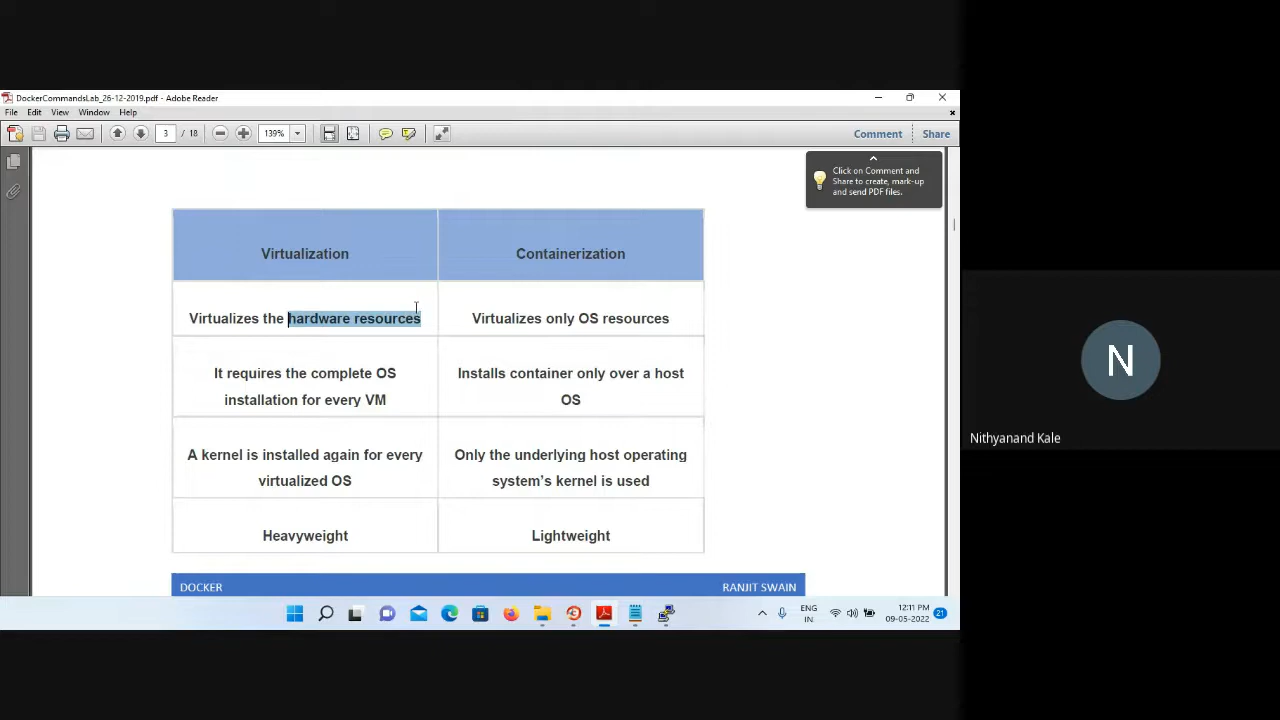 DockerCommandsLab_26-12-2019.pdf - Adobe Reader
File Edit View Window Help
3 / 18 139% Comment Share
Click on Comment and
Share to create, mark-up
and send PDF files.
Virtualization Containerization
Virtualizes the hardware resources Virtualizes only OS resources
It requires the complete OS
installation for every VM
Installs container only over a host
OS
A kernel is installed again for every
virtualized OS
Only the underlying host operating
system's kernel is used
Heavyweight Lightweight
DOCKER RANJIT SWAIN
ENG
IN
12:11 PM
09-05-2022
21
N
Nithyanand Kale